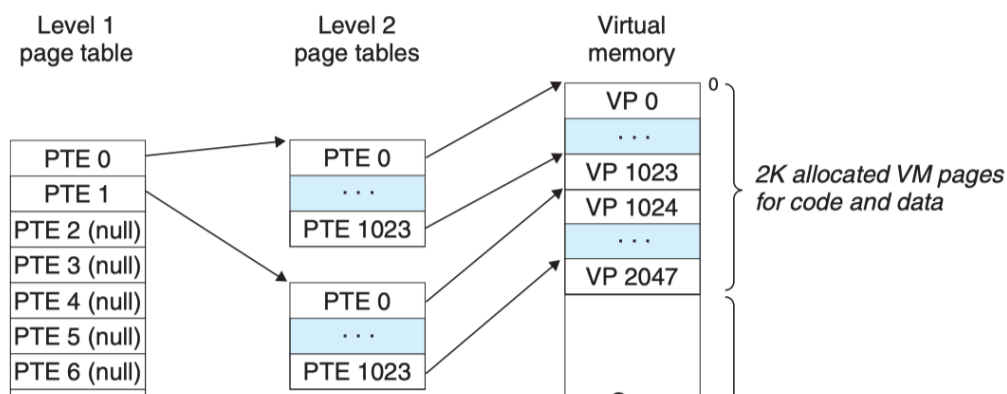 Level 1
page table
Level 2
page tables
Virtual
memory
0
VP 0
PTE 0
PTE 0
· · ·
PTE 1
· · ·
VP 1023
2K allocated VM pages
for code and data
PTE 2 (null)
PTE 1023
VP 1024
PTE 3 (null)
· · ·
PTE 4 (null)
PTE 0
VP 2047
PTE 5 (null)
· · ·
PTE 6 (null)
PTE 1023